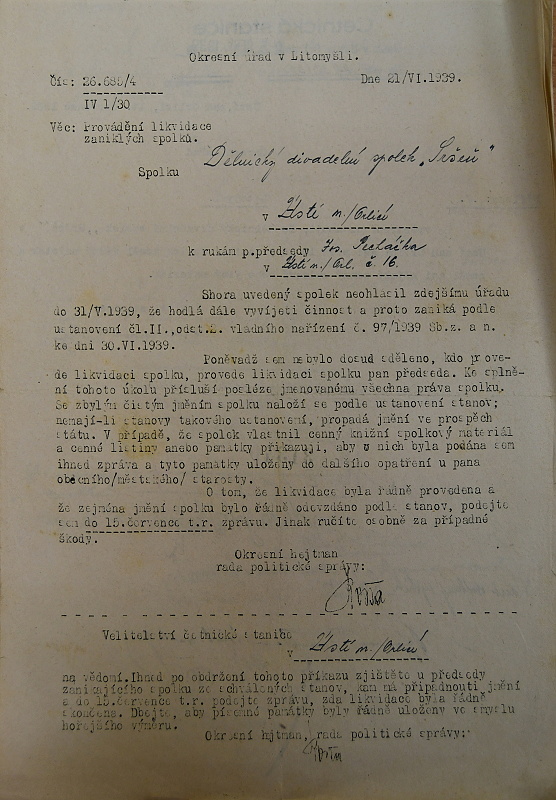 Okresní úřad v Litomyšli.
Čís: 26.685/4 Dne 21/VI.1939.
IV 1/30
Věc: Provádění likvidace
zaniklých spolků.
Spolku Dělnický divadelní spolek „Sršeň"
v Ústí n./Orlicí
k rukám p.předsedy Jos. Pecháčka
v Ústí n./Orl. č. 16.
Shora uvedený spolek neohlásil zdejšímu úřadu
do 31/V.1939, že hodlá dále vyvíjeti činnost a proto zaniká podle
ustanovení čl.II.,odst.2. vládního nařízení č. 97/1939 Sb.z. a n.
ke dni 30.VI.1939.
Poněvadž sem nebylo dosud sděleno, kdo prove-
de likvidaci spolku, provede likvidaci spolku pan předseda. Ke splně-
ní tohoto úkolu přísluší posléze jmenovanému všechna práva spolku.
Se zbylým čistým jměním spolku naloží se podle ustanovení stanov;
nemají-li stanovy takového ustanovení, propadá jmění ve prospěch
státu. V případě, že spolek vlastnil cenný knižní spolkový materiál
a cenné listiny anebo památky přikazuji, aby o nich byla podána sem
ihned zpráva a tyto památky uloženy do dalšího opatření u pana
obecního/městského/ starosty.
O tom, že likvidace byla řádně provedena a
že zejména jmění spolku bylo řádně odevzdáno podle stanov, podejte
sem do 15.července t.r. zprávu. Jinak ručíte osobně za případné
škody.
Okresní hejtman
rada politické správy:
Velitelství četnické stanice
v Ústí n./Orlicí
na vědomí.Ihned po obdržení tohoto příkazu zjistěte u předsedy
zanikajícího spolku ze schválených stanov, kam má připadnouti jmění
a do 15.července t.r. podejte zprávu, zda likvidace byla řádně
skončena. Dbejte, aby písemné památky byly řádně uloženy ve smyslu
hořejšího výměru.
Okresní hejtman, rada politické správy: